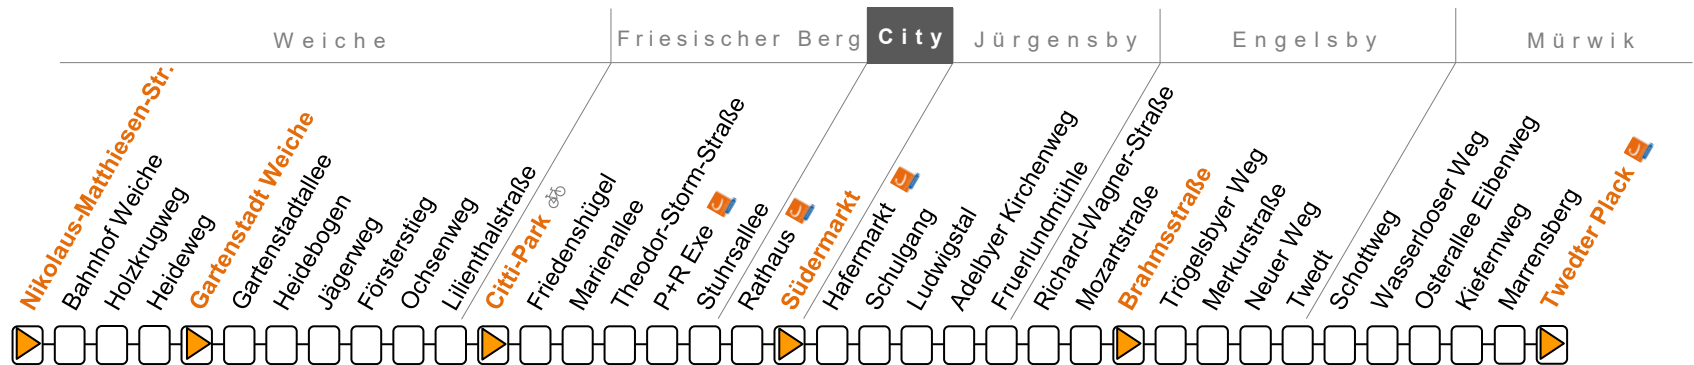 Weiche
Friesischer Berg
City
Jürgensby
Engelsby
Mürwik
Nikolaus-Matthiesen-Str.
Bahnhof Weiche
Holzkrugweg
Heideweg
Gartenstadt Weiche
Gartenstadtallee
Heidebogen
Jägerweg
Försterstieg
Ochsenweg
Lilienthalstraße
Citti-Park
Friedenshügel
Marienallee
Theodor-Storm-Straße
P+R Exe
Stuhrsallee
Rathaus
Südermarkt
Hafermarkt
Schulgang
Ludwigstal
Adelbyer Kirchenweg
Fruerlundmühle
Richard-Wagner-Straße
Mozartstraße
Brahmsstraße
Trögelsbyer Weg
Merkurstraße
Neuer Weg
Twedt
Schottweg
Wasserlooser Weg
Osterallee Eibenweg
Kiefernweg
Marrensberg
Twedter Plack